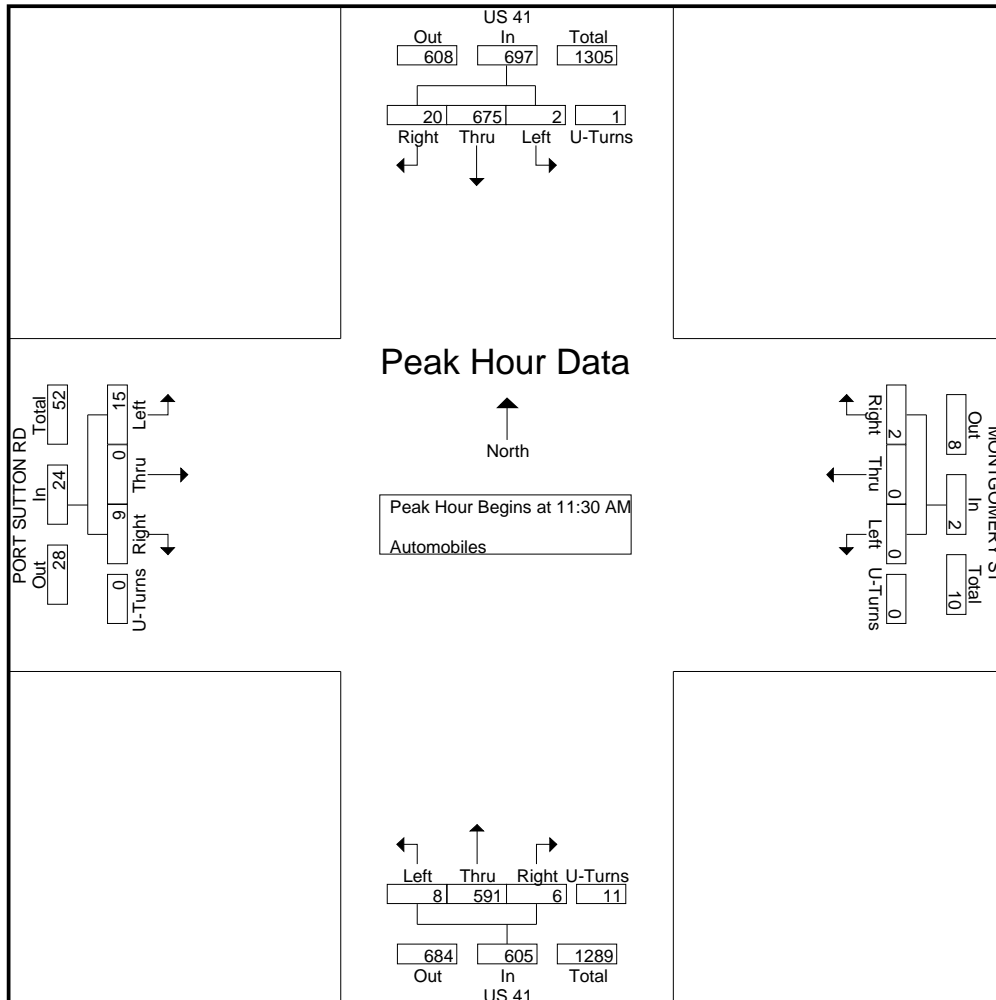 US 41
Out In Total
608 697 1305
20 675 2 1
Right Thru Left U-Turns
Peak Hour Data
North
Peak Hour Begins at 11:30 AM
Automobiles
PORT SUTTON RD
Total In Out
52 24 28
15 0 9 0
Left Thru Right U-Turns
Right Thru Left U-Turns
2 0 0 0
8 2 10
Out In Total
MONTGOMERY ST
Left Thru Right U-Turns
8 591 6 11
684 605 1289
Out In Total
US 41